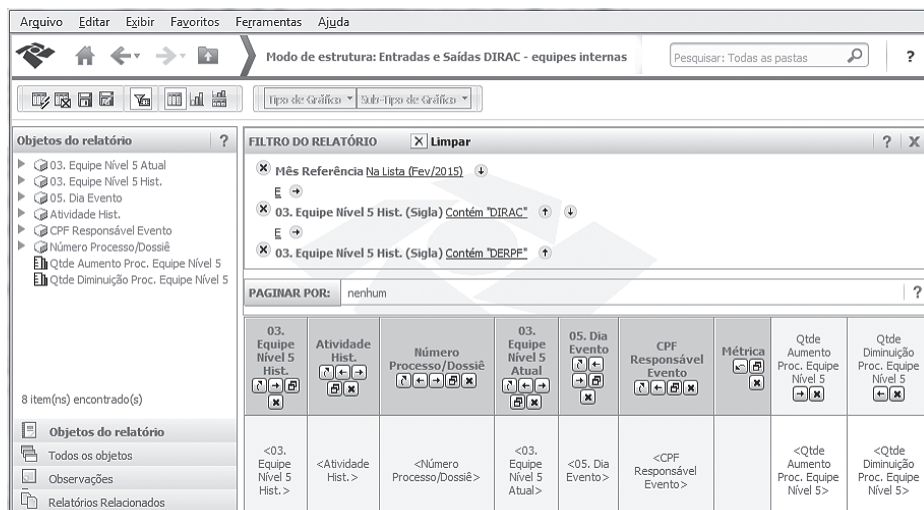 Arquivo Editar Exibir Favoritos Ferramentas Ajuda
Modo de estrutura: Entradas e Saídas DIRAC - equipes internas
Pesquisar: Todas as pastas
?
Tipo de Gráfico Sub-Tipo de Gráfico
Objetos do relatório ?
03. Equipe Nível 5 Atual
03. Equipe Nível 5 Hist.
05. Dia Evento
Atividade Hist.
CPF Responsável Evento
Número Processo/Dossiê
Qtde Aumento Proc. Equipe Nível 5
Qtde Diminuição Proc. Equipe Nível 5
8 item(ns) encontrado(s)
Objetos do relatório
Todos os objetos
Observações
Relatórios Relacionados
FILTRO DO RELATÓRIO X Limpar ? X
Mês Referência Na Lista (Fev/2015)
E
03. Equipe Nível 5 Hist. (Sigla) Contém "DIRAC"
E
03. Equipe Nível 5 Hist. (Sigla) Contém "DERPF"
PAGINAR POR: nenhum ?
03.
Equipe
Nível 5
Hist.
Atividade
Hist.
Número
Processo/Dossiê
03.
Equipe
Nível 5
Atual
05. Dia
Evento
CPF
Responsável
Evento
Métrica
Qtde
Aumento
Proc. Equipe
Nível 5
Qtde
Diminuição
Proc. Equipe
Nível 5
<03.
Equipe
Nível 5
Hist.>
<Atividade
Hist.>
<Número
Processo/Dossiê>
<03.
Equipe
Nível 5
Atual>
<05. Dia
Evento>
<CPF
Responsável
Evento>
<Qtde
Aumento
Proc. Equipe
Nível 5>
<Qtde
Diminuição
Proc. Equipe
Nível 5>